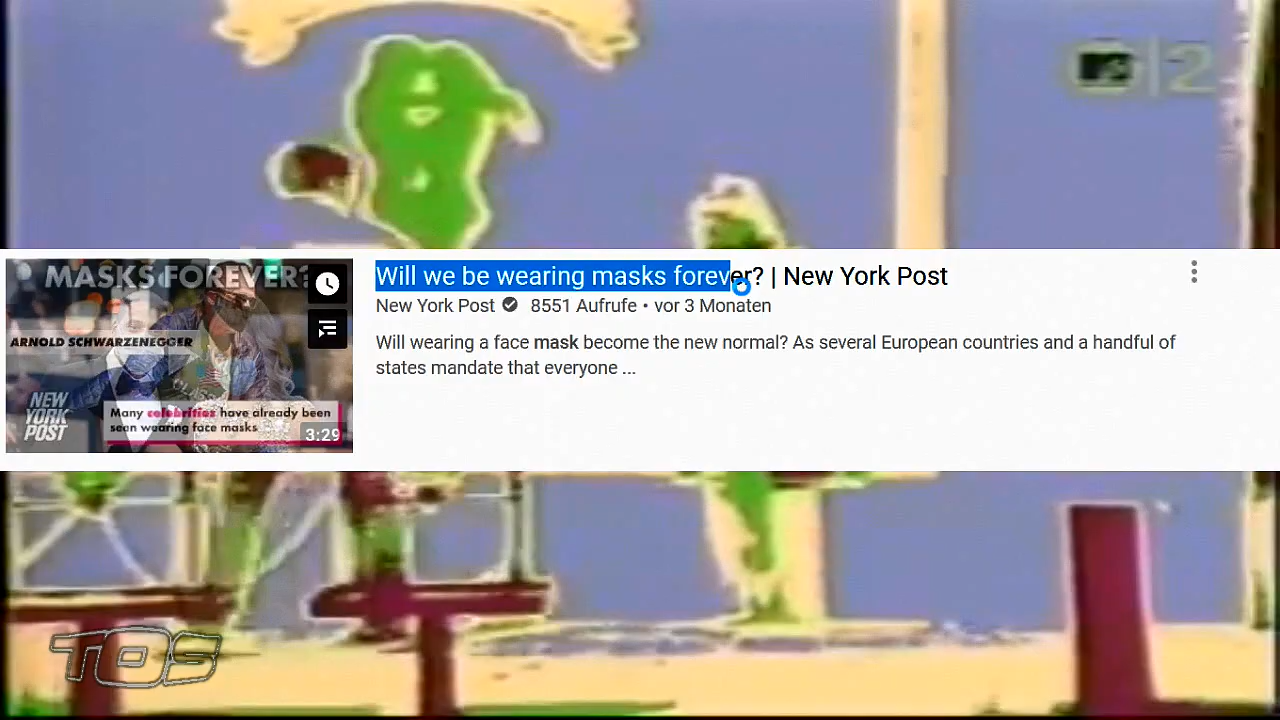 2
MASKS FOREVER?
ARNOLD SCHWARZENEGGER
NEW
YORK
POST
Many celebrities have already been
seen wearing face masks
3:29
Will we be wearing masks forever? | New York Post
New York Post 8551 Aufrufe • vor 3 Monaten
Will wearing a face mask become the new normal? As several European countries and a handful of
states mandate that everyone ...
TOS